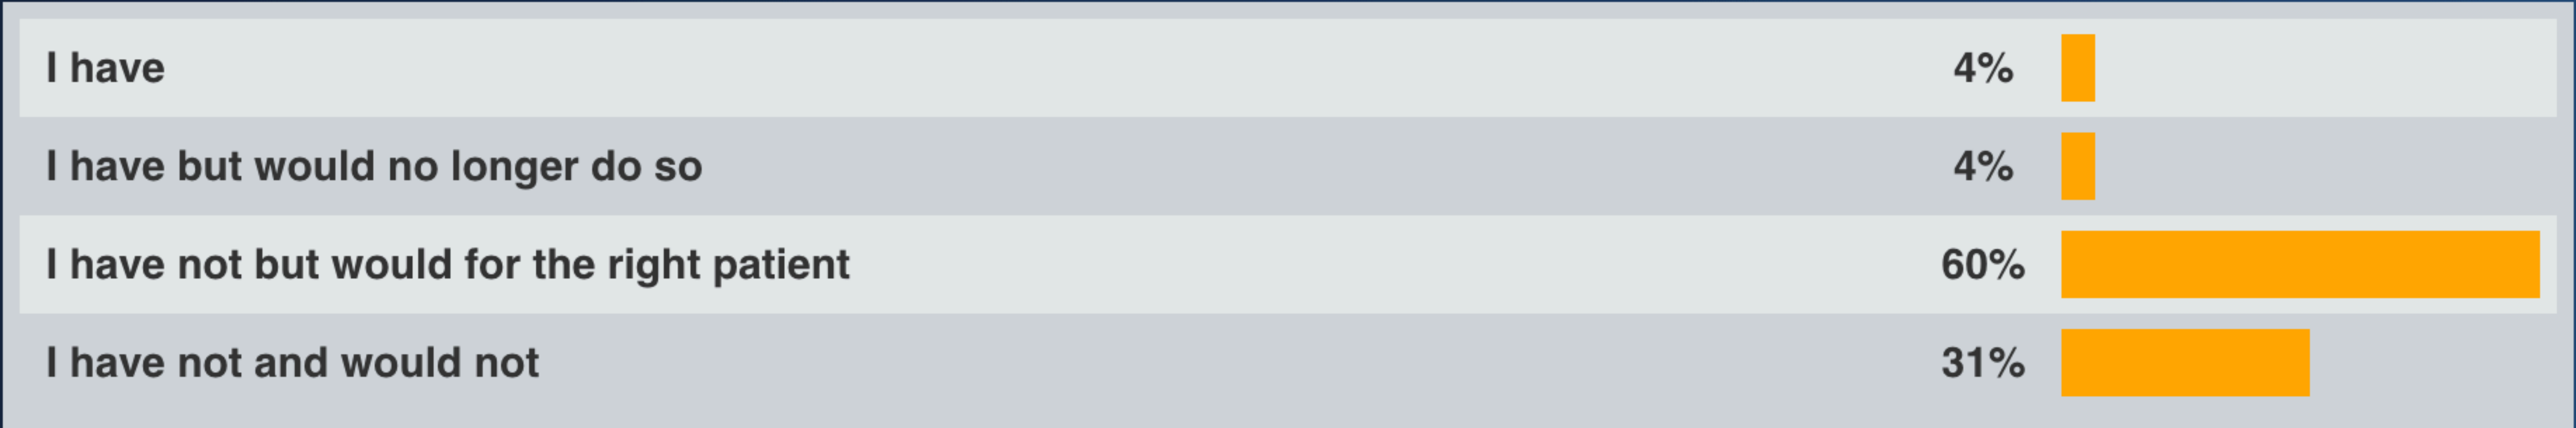 I have 4%
I have but would no longer do so 4%
I have not but would for the right patient 60%
I have not and would not 31%